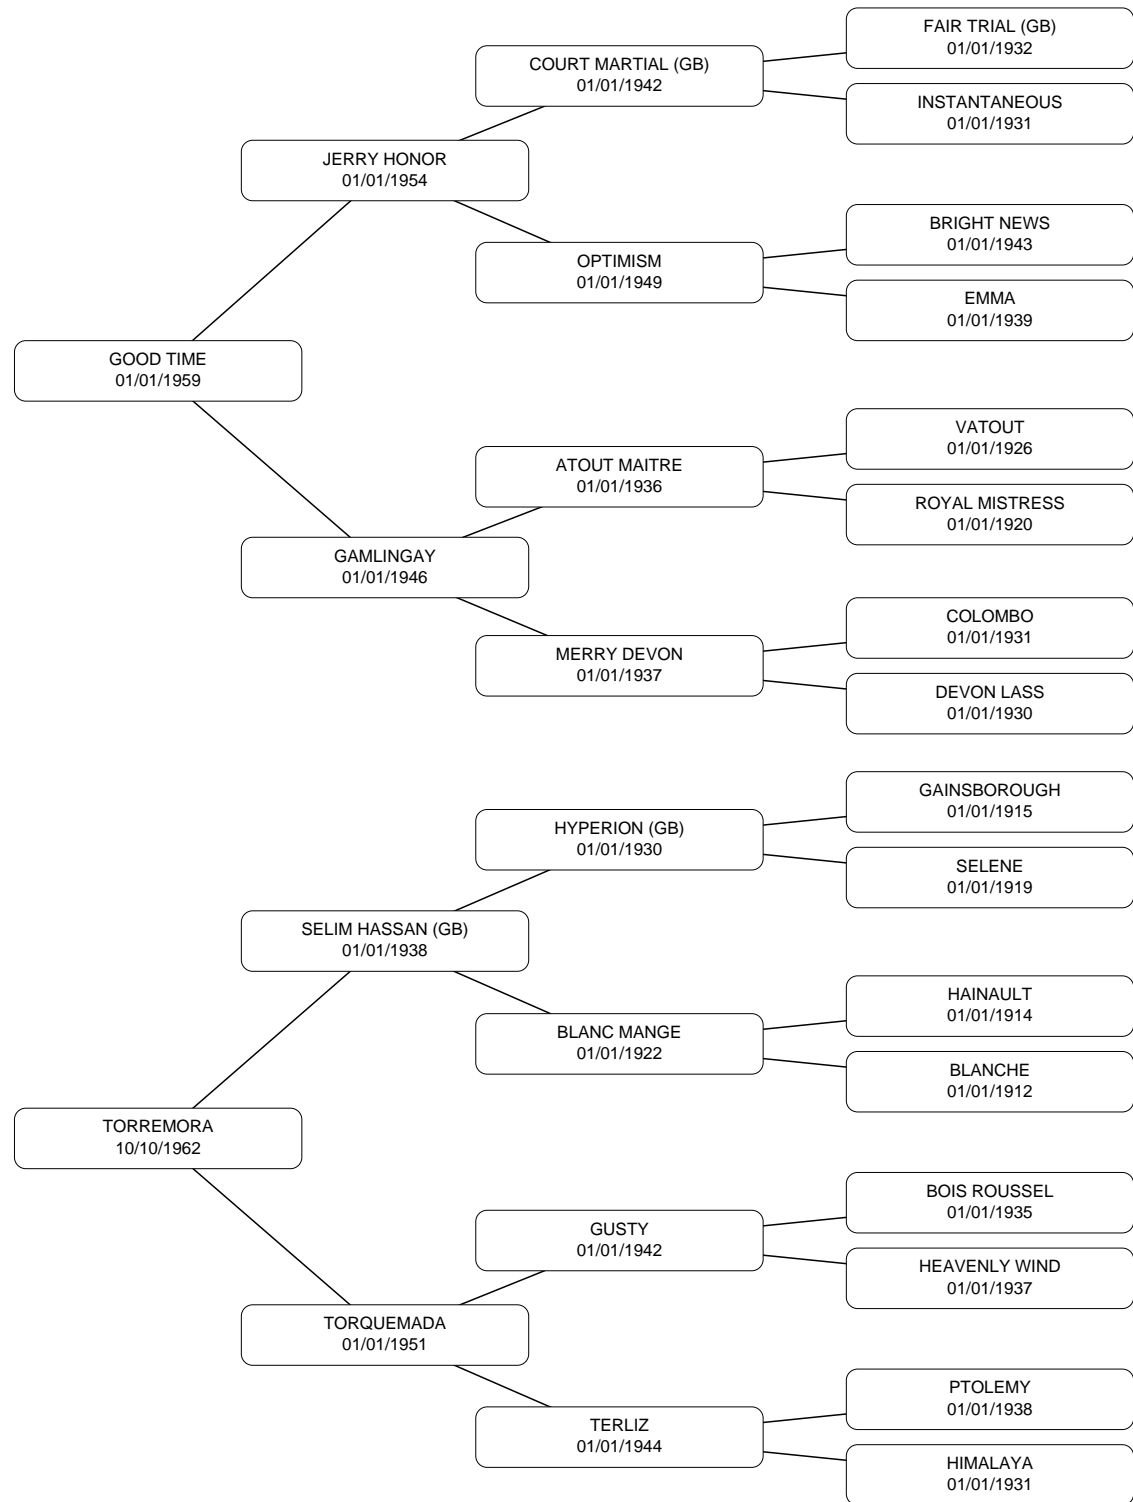 FAIR TRIAL (GB)
01/01/1932
COURT MARTIAL (GB)
01/01/1942
INSTANTANEOUS
01/01/1931
JERRY HONOR
01/01/1954
BRIGHT NEWS
01/01/1943
OPTIMISM
01/01/1949
EMMA
01/01/1939
GOOD TIME
01/01/1959
VATOUT
01/01/1926
ATOUT MAITRE
01/01/1936
ROYAL MISTRESS
01/01/1920
GAMLINGAY
01/01/1946
COLOMBO
01/01/1931
MERRY DEVON
01/01/1937
DEVON LASS
01/01/1930
GAINSBOROUGH
01/01/1915
HYPERION (GB)
01/01/1930
SELENE
01/01/1919
SELIM HASSAN (GB)
01/01/1938
HAINAULT
01/01/1914
BLANC MANGE
01/01/1922
BLANCHE
01/01/1912
TORREMORA
10/10/1962
BOIS ROUSSEL
01/01/1935
GUSTY
01/01/1942
HEAVENLY WIND
01/01/1937
TORQUEMADA
01/01/1951
PTOLEMY
01/01/1938
TERLIZ
01/01/1944
HIMALAYA
01/01/1931